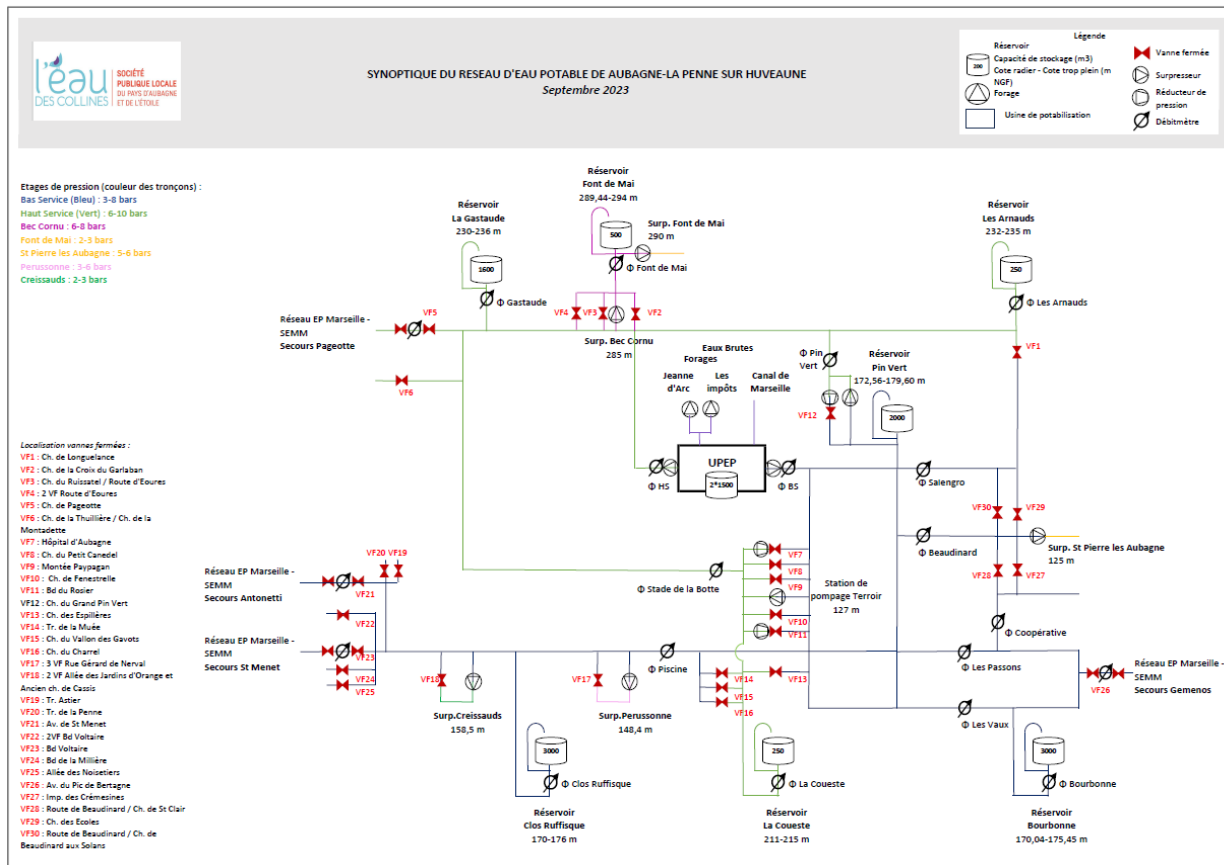 l'eau
DES COLLINES
SOCIÉTÉ
PUBLIQUE LOCALE
DU PAYS D'AUBAGNE
ET DE L'ÉTOILE
SYNOPTIQUE DU RESEAU D'EAU POTABLE DE AUBAGNE-LA PENNE SUR HUVEAUNE
Septembre 2023
Légende
Réservoir
200
Capacité de stockage (m3)
Cote radier - Cote trop plein (m
NGF)
Forage
Usine de potabilisation
Vanne fermée
Surpresseur
Réducteur de
pression
Débitmètre
Etages de pression (couleur des tronçons) :
Bas Service (Bleu) : 3-8 bars
Haut Service (Vert) : 6-10 bars
Bec Cornu : 6-8 bars
Font de Mai : 2-3 bars
St Pierre les Aubagne : 5-6 bars
Perussonne : 3-6 bars
Creissauds : 2-3 bars
Réservoir
La Gastaude
230-236 m
1600
Φ Gastaude
Réservoir
Font de Mai
289,44-294 m
500
Surp. Font de Mai
290 m
Φ Font de Mai
Réservoir
Les Arnauds
232-235 m
250
Φ Les Arnauds
Réseau EP Marseille -
SEMM
Secours Pageotte
VF5
VF6
VF4
VF3
VF2
Surp. Bec Cornu
285 m
Eaux Brutes
Forages
Jeanne
d'Arc
Les
impôts
Canal de
Marseille
Φ Pin
Vert
VF12
Réservoir
Pin Vert
172,56-179,60 m
2000
VF1
UPEP
2*1500
Φ HS
Φ BS
Φ Salengro
VF30
VF29
Φ Beaudinard
Surp. St Pierre les Aubagne
125 m
VF28
VF27
Localisation vannes fermées :
VF1 : Ch. de Longuelance
VF2 : Ch. de la Croix du Garlaban
VF3 : Ch. du Ruissatel / Route d'Eoures
VF4 : 2 VF Route d'Eoures
VF5 : Ch. de Pageotte
VF6 : Ch. de la Thuillière / Ch. de la
Montadette
VF7 : Hôpital d'Aubagne
VF8 : Ch. du Petit Canedel
VF9 : Montée Paypagan
VF10 : Ch. de Fenestrelle
VF11 : Bd du Rosier
VF12 : Ch. du Grand Pin Vert
VF13 : Ch. des Espillères
VF14 : Tr. de la Muée
VF15 : Ch. du Vallon des Gavots
VF16 : Ch. du Charrel
VF17 : 3 VF Rue Gérard de Nerval
VF18 : 2 VF Allée des Jardins d'Orange et
Ancien ch. de Cassis
VF19 : Tr. Astier
VF20 : Tr. de la Penne
VF21 : Av. de St Menet
VF22 : 2VF Bd Voltaire
VF23 : Bd Voltaire
VF24 : Bd de la Millière
VF25 : Allée des Noisetiers
VF26 : Av. du Pic de Bertagne
VF27 : Imp. des Crémesines
VF28 : Route de Beaudinard / Ch. de St Clair
VF29 : Ch. des Ecoles
VF30 : Route de Beaudinard / Ch. de
Beaudinard aux Solans
VF20
VF19
Réseau EP Marseille -
SEMM
Secours Antonetti
VF21
VF22
Réseau EP Marseille -
SEMM
Secours St Menet
VF23
VF24
VF25
Φ Stade de la Botte
VF7
VF8
VF9
VF10
VF11
Station de
pompage Terroir
127 m
Φ Coopérative
Φ Piscine
VF13
VF14
VF15
VF16
Φ Les Passons
Φ Les Vaux
VF26
Réseau EP Marseille -
SEMM
Secours Gemenos
VF18
Surp.Creissauds
158,5 m
VF17
Surp.Perussonne
148,4 m
3000
Φ Clos Ruffisque
Réservoir
Clos Ruffisque
170-176 m
250
Φ La Coueste
Réservoir
La Coueste
211-215 m
3000
Φ Bourbonne
Réservoir
Bourbonne
170,04-175,45 m